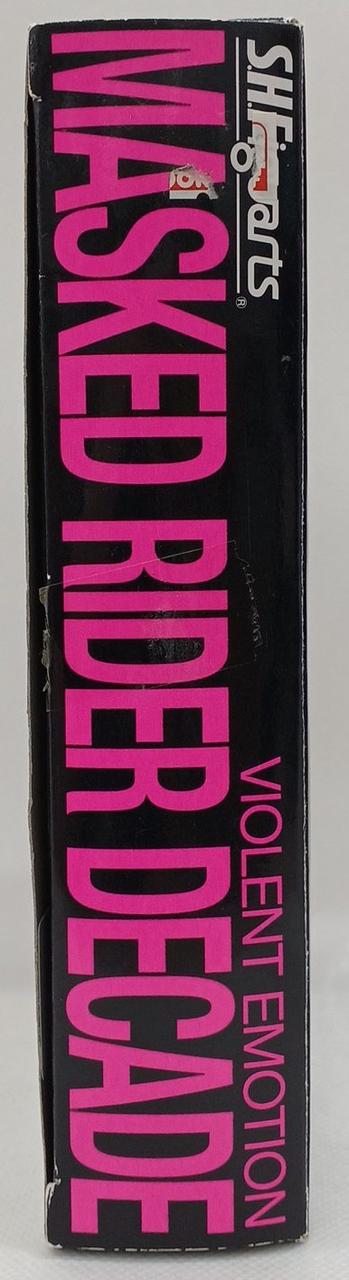 S.H.Figuarts®
VIOLENT EMOTION
MASKED RIDER DECADE